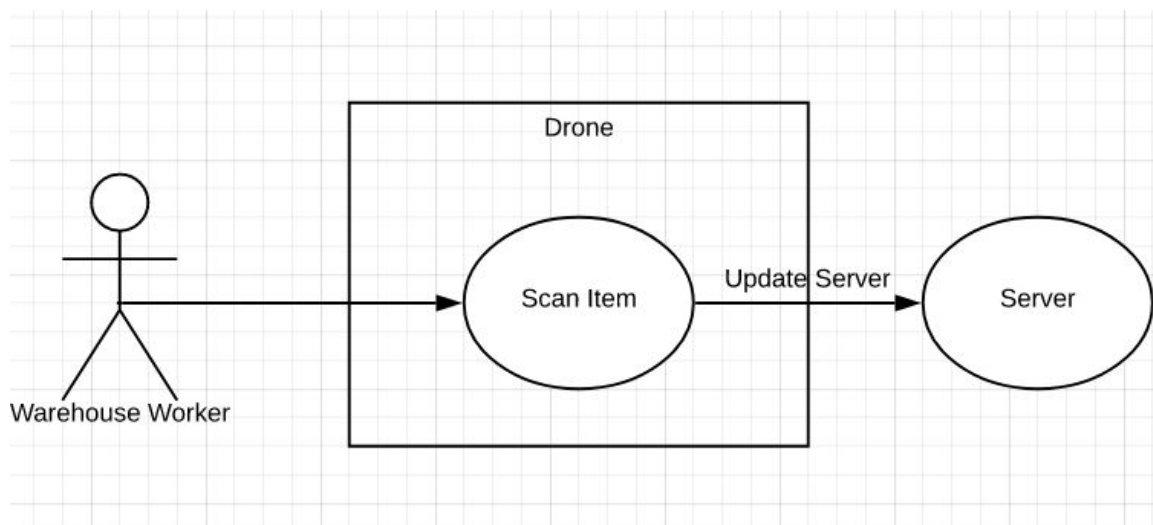 Drone
Scan Item
Update Server
Server
Warehouse Worker